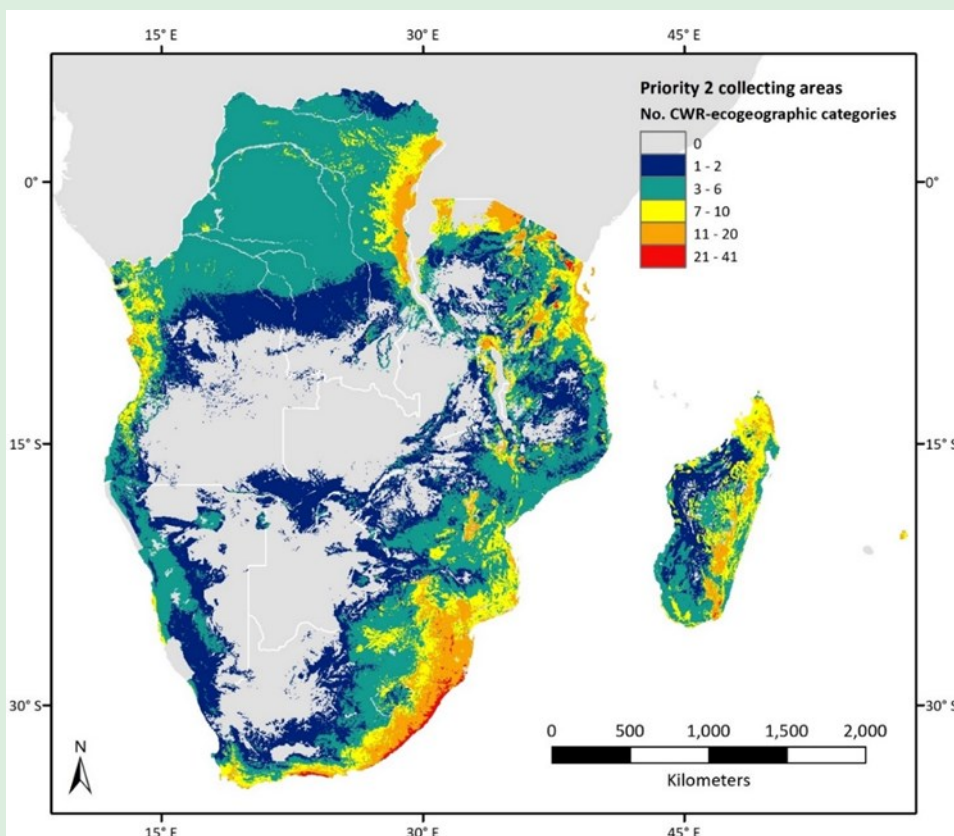 15° E 30° E 45° E
Priority 2 collecting areas
No. CWR-ecogeographic categories
0
1 - 2
3 - 6
7 - 10
11 - 20
21 - 41
0° 0°
15° S 15° S
30° S 30° S
0 500 1,000 1,500 2,000
Kilometers
N
15° E 30° E 45° E